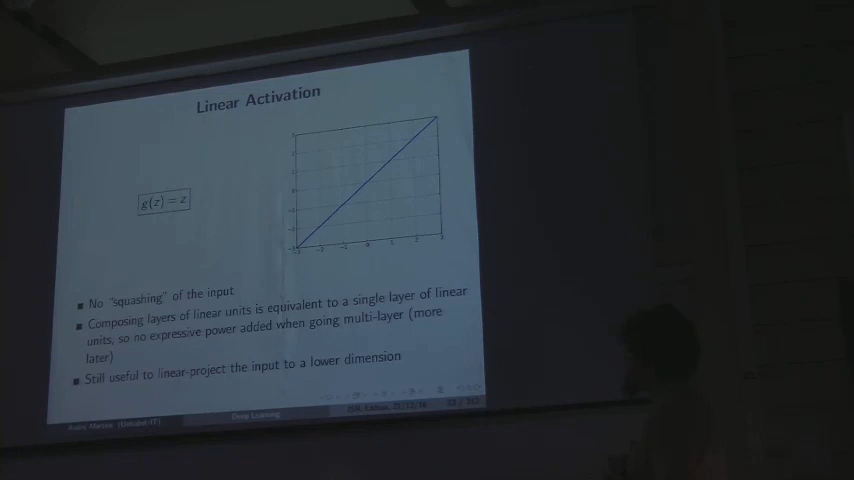 Linear Activation
g(z) = z
No "squashing" of the input
Composing layers of linear units is equivalent to a single layer of linear
units, so no expressive power added when going multi-layer (more
later)
Still useful to linear-project the input to a lower dimension
Deep Learning